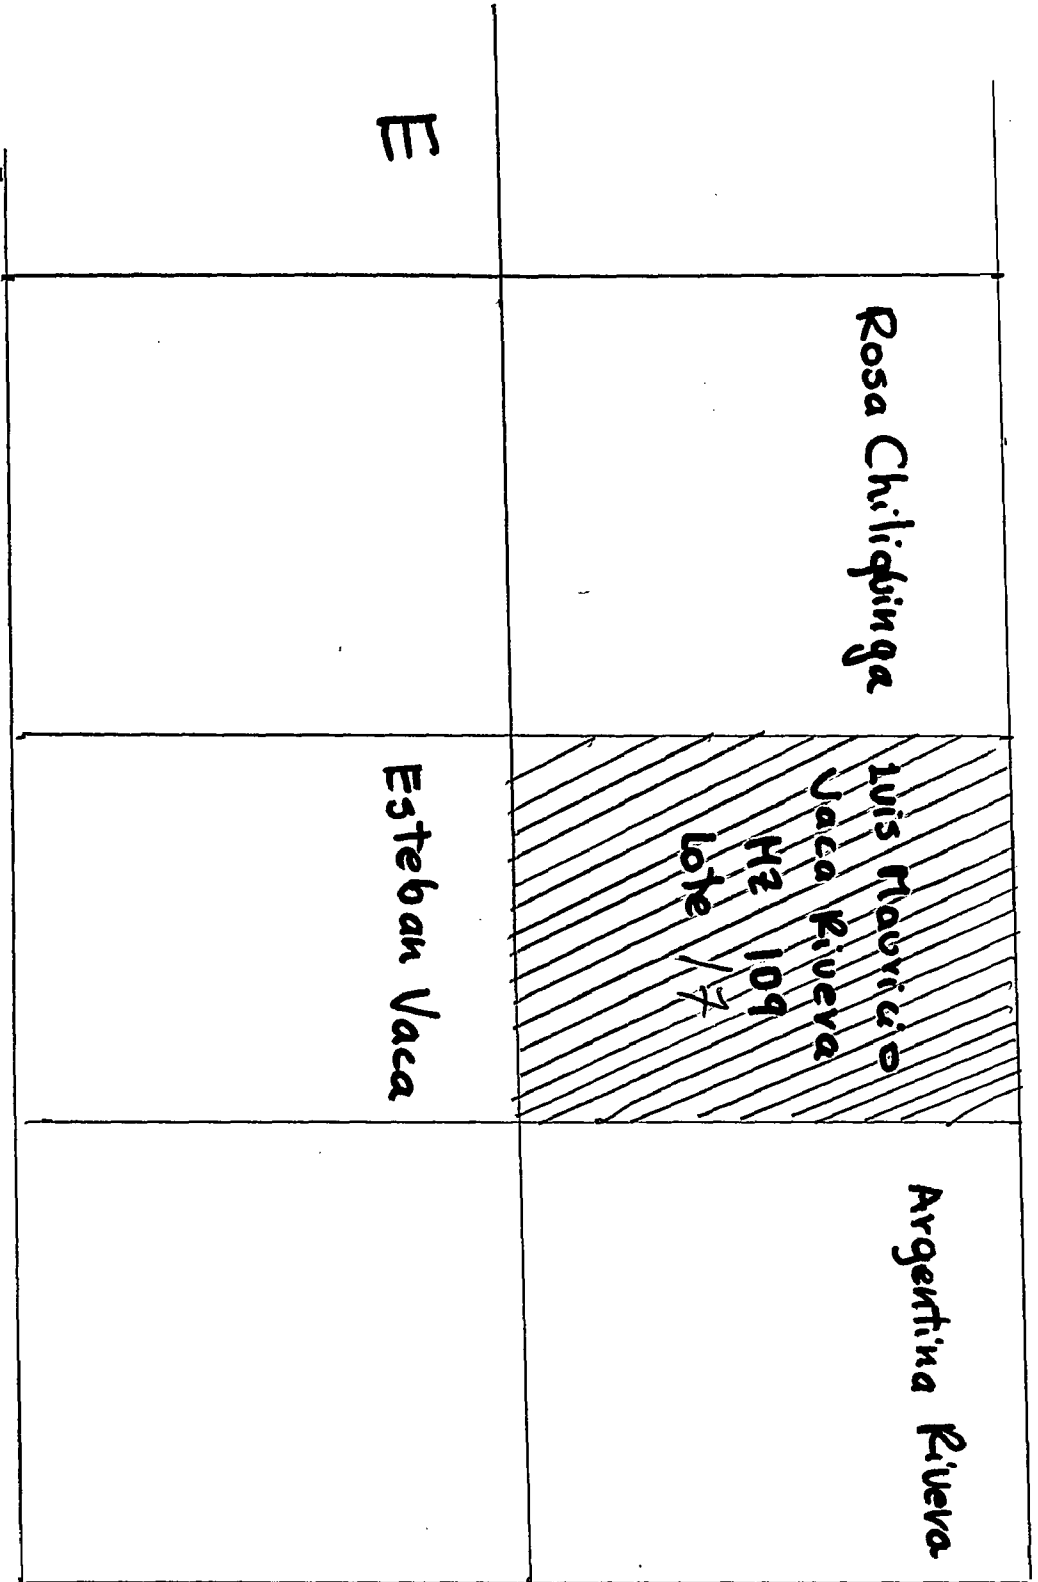 Rosa Chiliquinga
Luis Mauricio
Vaca Rivera
MZ 109
Lote 17
Argentina Rivera
E
Esteban Vaca